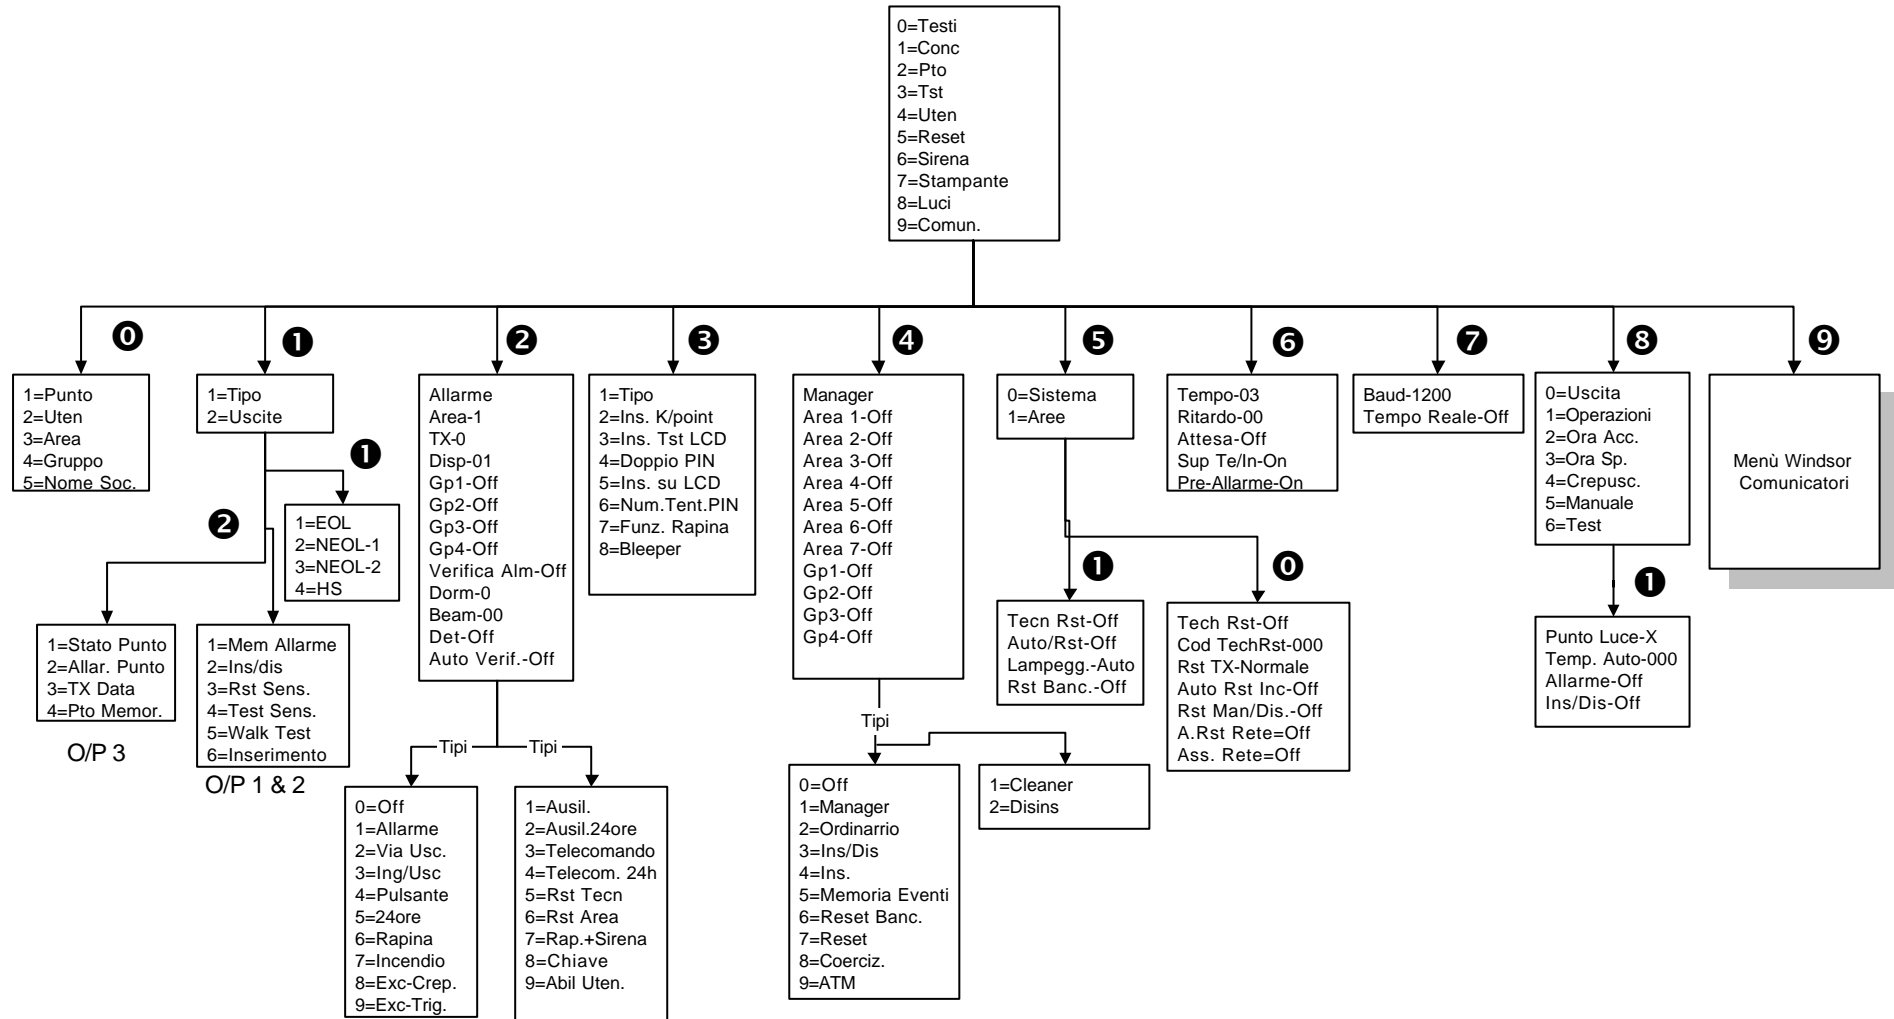 0=Testi
1=Conc
2=Pto
3=Tst
4=Uten
5=Reset
6=Sirena
7=Stampante
8=Luci
9=Comun.
0
1
2
3
4
5
6
7
8
9
1=Punto
2=Uten
3=Area
4=Gruppo
5=Nome Soc.
1=Tipo
2=Uscite
1
2
1=EOL
2=NEOL-1
3=NEOL-2
4=HS
1=Stato Punto
2=Allar. Punto
3=TX Data
4=Pto Memor.
O/P 3
1=Mem Allarme
2=Ins/dis
3=Rst Sens.
4=Test Sens.
5=Walk Test
6=Inserimento
O/P 1 & 2
Allarme
Area-1
TX-0
Disp-01
Gp1-Off
Gp2-Off
Gp3-Off
Gp4-Off
Verifica Alm-Off
Dorm-0
Beam-00
Det-Off
Auto Verif.-Off
Tipi
Tipi
0=Off
1=Allarme
2=Via Usc.
3=Ing/Usc
4=Pulsante
5=24ore
6=Rapina
7=Incendio
8=Exc-Crep.
9=Exc-Trig.
1=Ausil.
2=Ausil.24ore
3=Telecomando
4=Telecom. 24h
5=Rst Tecn
6=Rst Area
7=Rap.+Sirena
8=Chiave
9=Abil Uten.
1=Tipo
2=Ins. K/point
3=Ins. Tst LCD
4=Doppio PIN
5=Ins. su LCD
6=Num.Tent.PIN
7=Funz. Rapina
8=Bleeper
Manager
Area 1-Off
Area 2-Off
Area 3-Off
Area 4-Off
Area 5-Off
Area 6-Off
Area 7-Off
Gp1-Off
Gp2-Off
Gp3-Off
Gp4-Off
Tipi
0=Off
1=Manager
2=Ordinarrio
3=Ins/Dis
4=Ins.
5=Memoria Eventi
6=Reset Banc.
7=Reset
8=Coerciz.
9=ATM
1=Cleaner
2=Disins
0=Sistema
1=Aree
1
0
Tecn Rst-Off
Auto/Rst-Off
Lampegg.-Auto
Rst Banc.-Off
Tech Rst-Off
Cod TechRst-000
Rst TX-Normale
Auto Rst Inc-Off
Rst Man/Dis.-Off
A.Rst Rete=Off
Ass. Rete=Off
Tempo-03
Ritardo-00
Attesa-Off
Sup Te/In-On
Pre-Allarme-On
Baud-1200
Tempo Reale-Off
0=Uscita
1=Operazioni
2=Ora Acc.
3=Ora Sp.
4=Crepusc.
5=Manuale
6=Test
1
Punto Luce-X
Temp. Auto-000
Allarme-Off
Ins/Dis-Off
Menù Windsor
Comunicatori